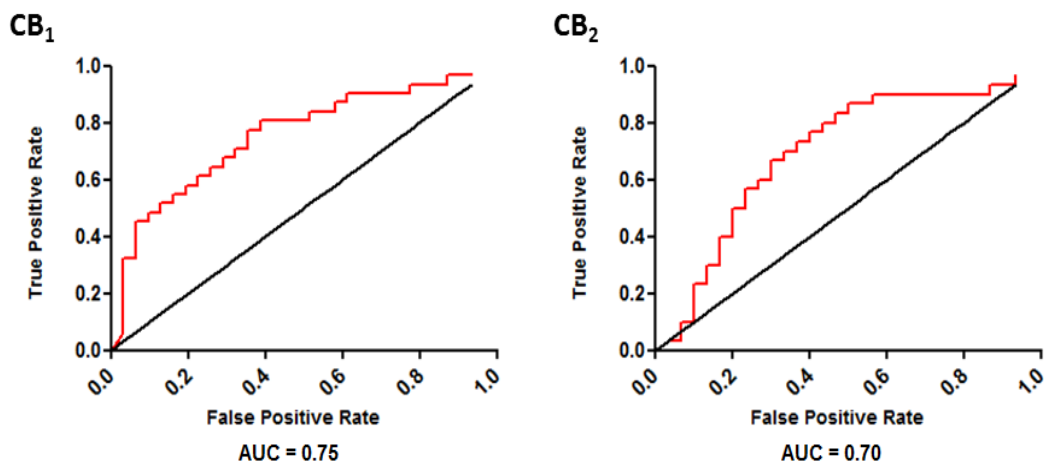 CB₁
1.0
0.8
0.6
0.4
0.2
0.0
True Positive Rate
0.0 0.2 0.4 0.6 0.8 1.0
False Positive Rate
AUC = 0.75
CB₂
1.0
0.8
0.6
0.4
0.2
0.0
True Positive Rate
0.0 0.2 0.4 0.6 0.8 1.0
False Positive Rate
AUC = 0.70